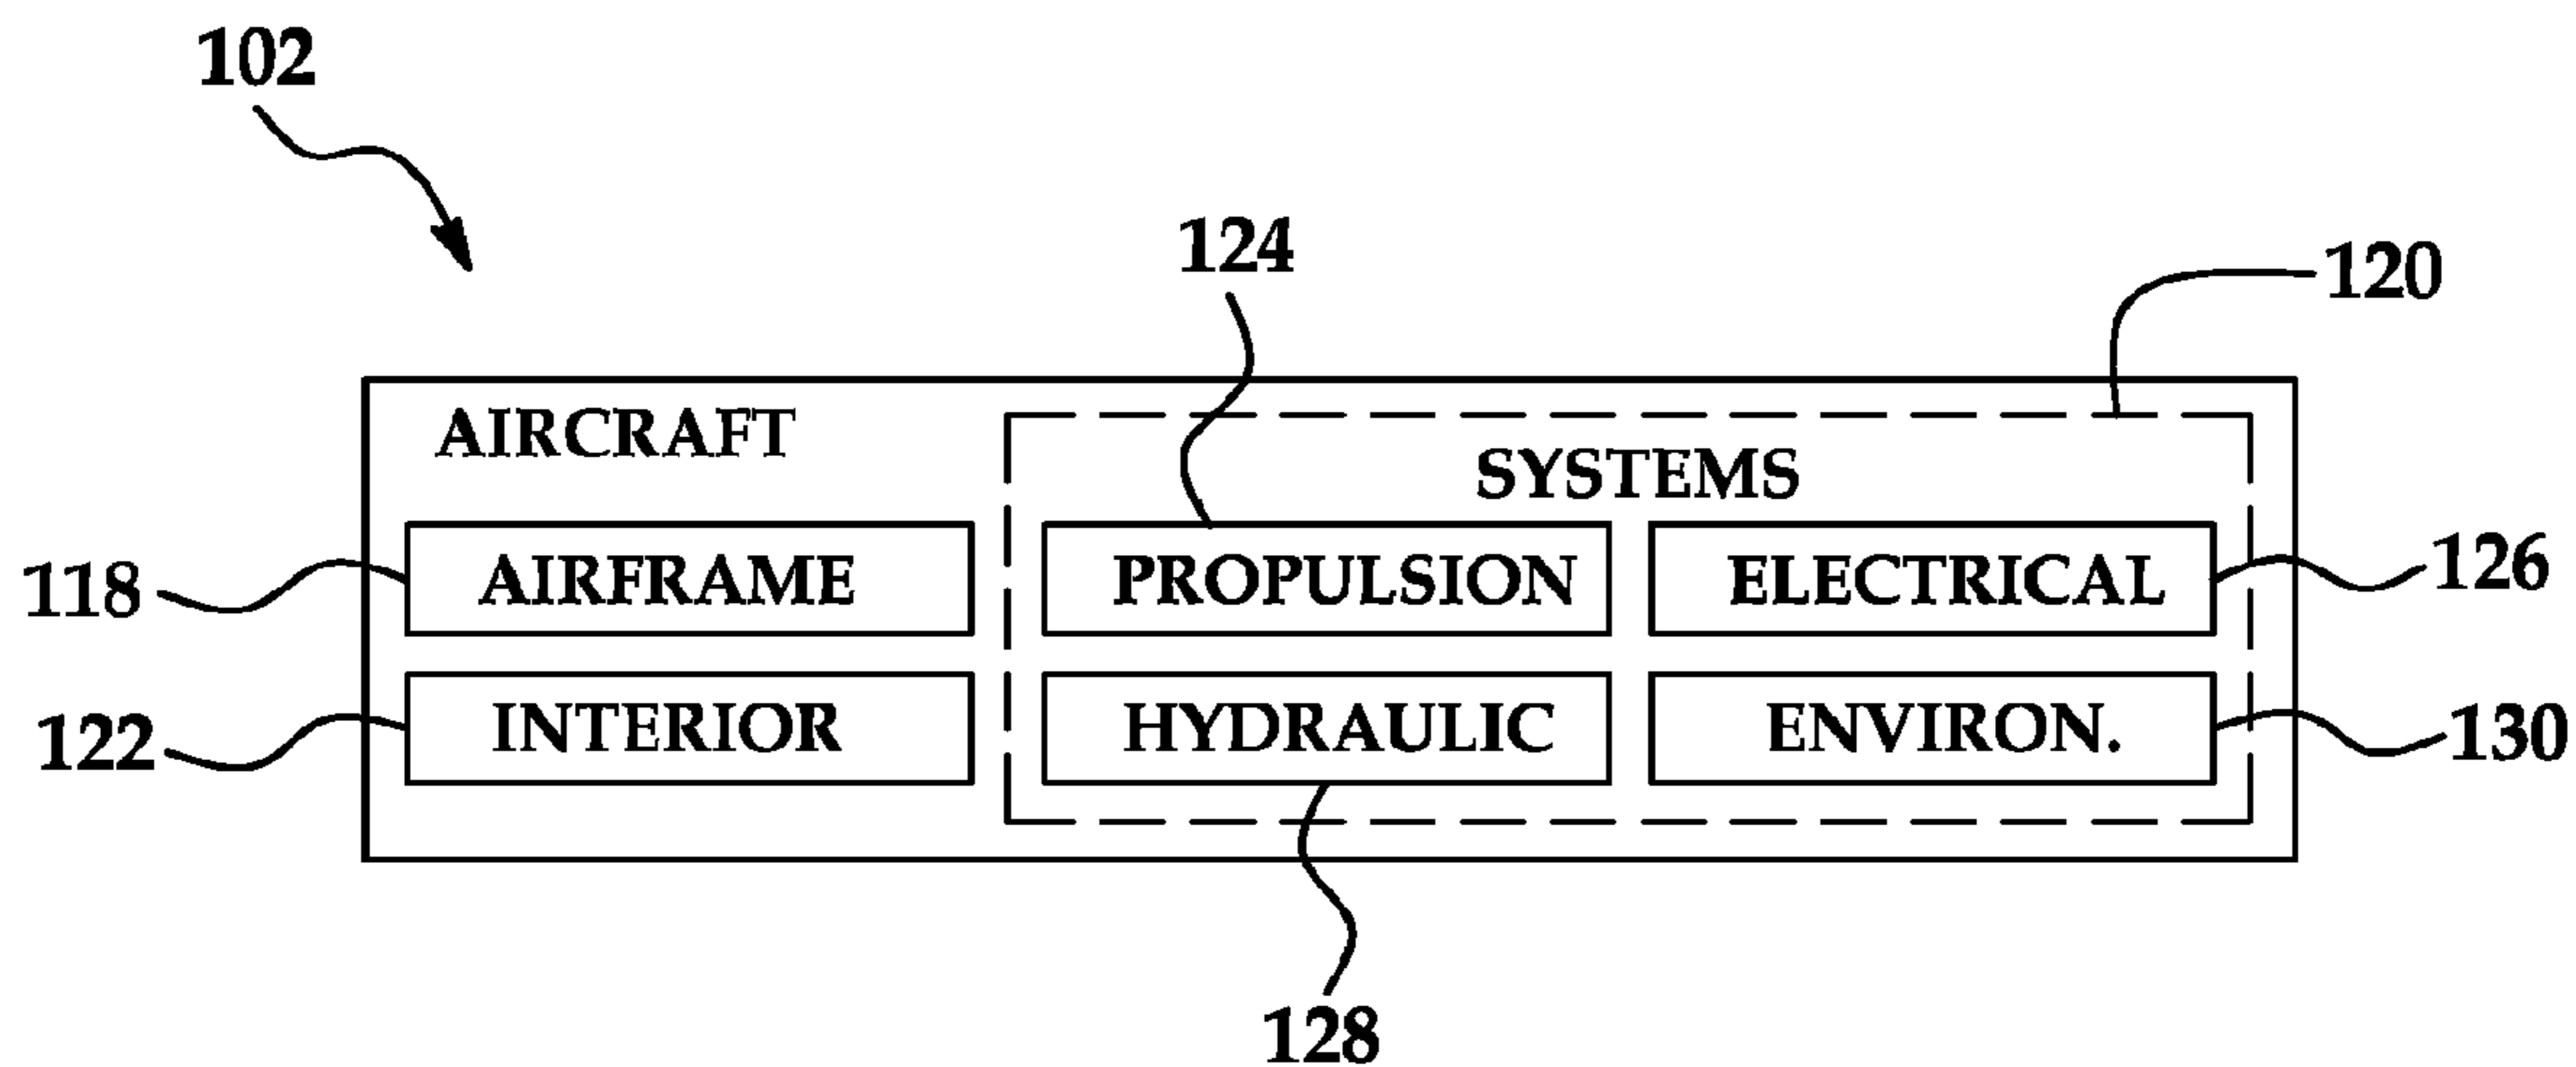 102
124
120
AIRCRAFT
SYSTEMS
118
AIRFRAME
PROPULSION
ELECTRICAL
126
122
INTERIOR
HYDRAULIC
ENVIRON.
130
128